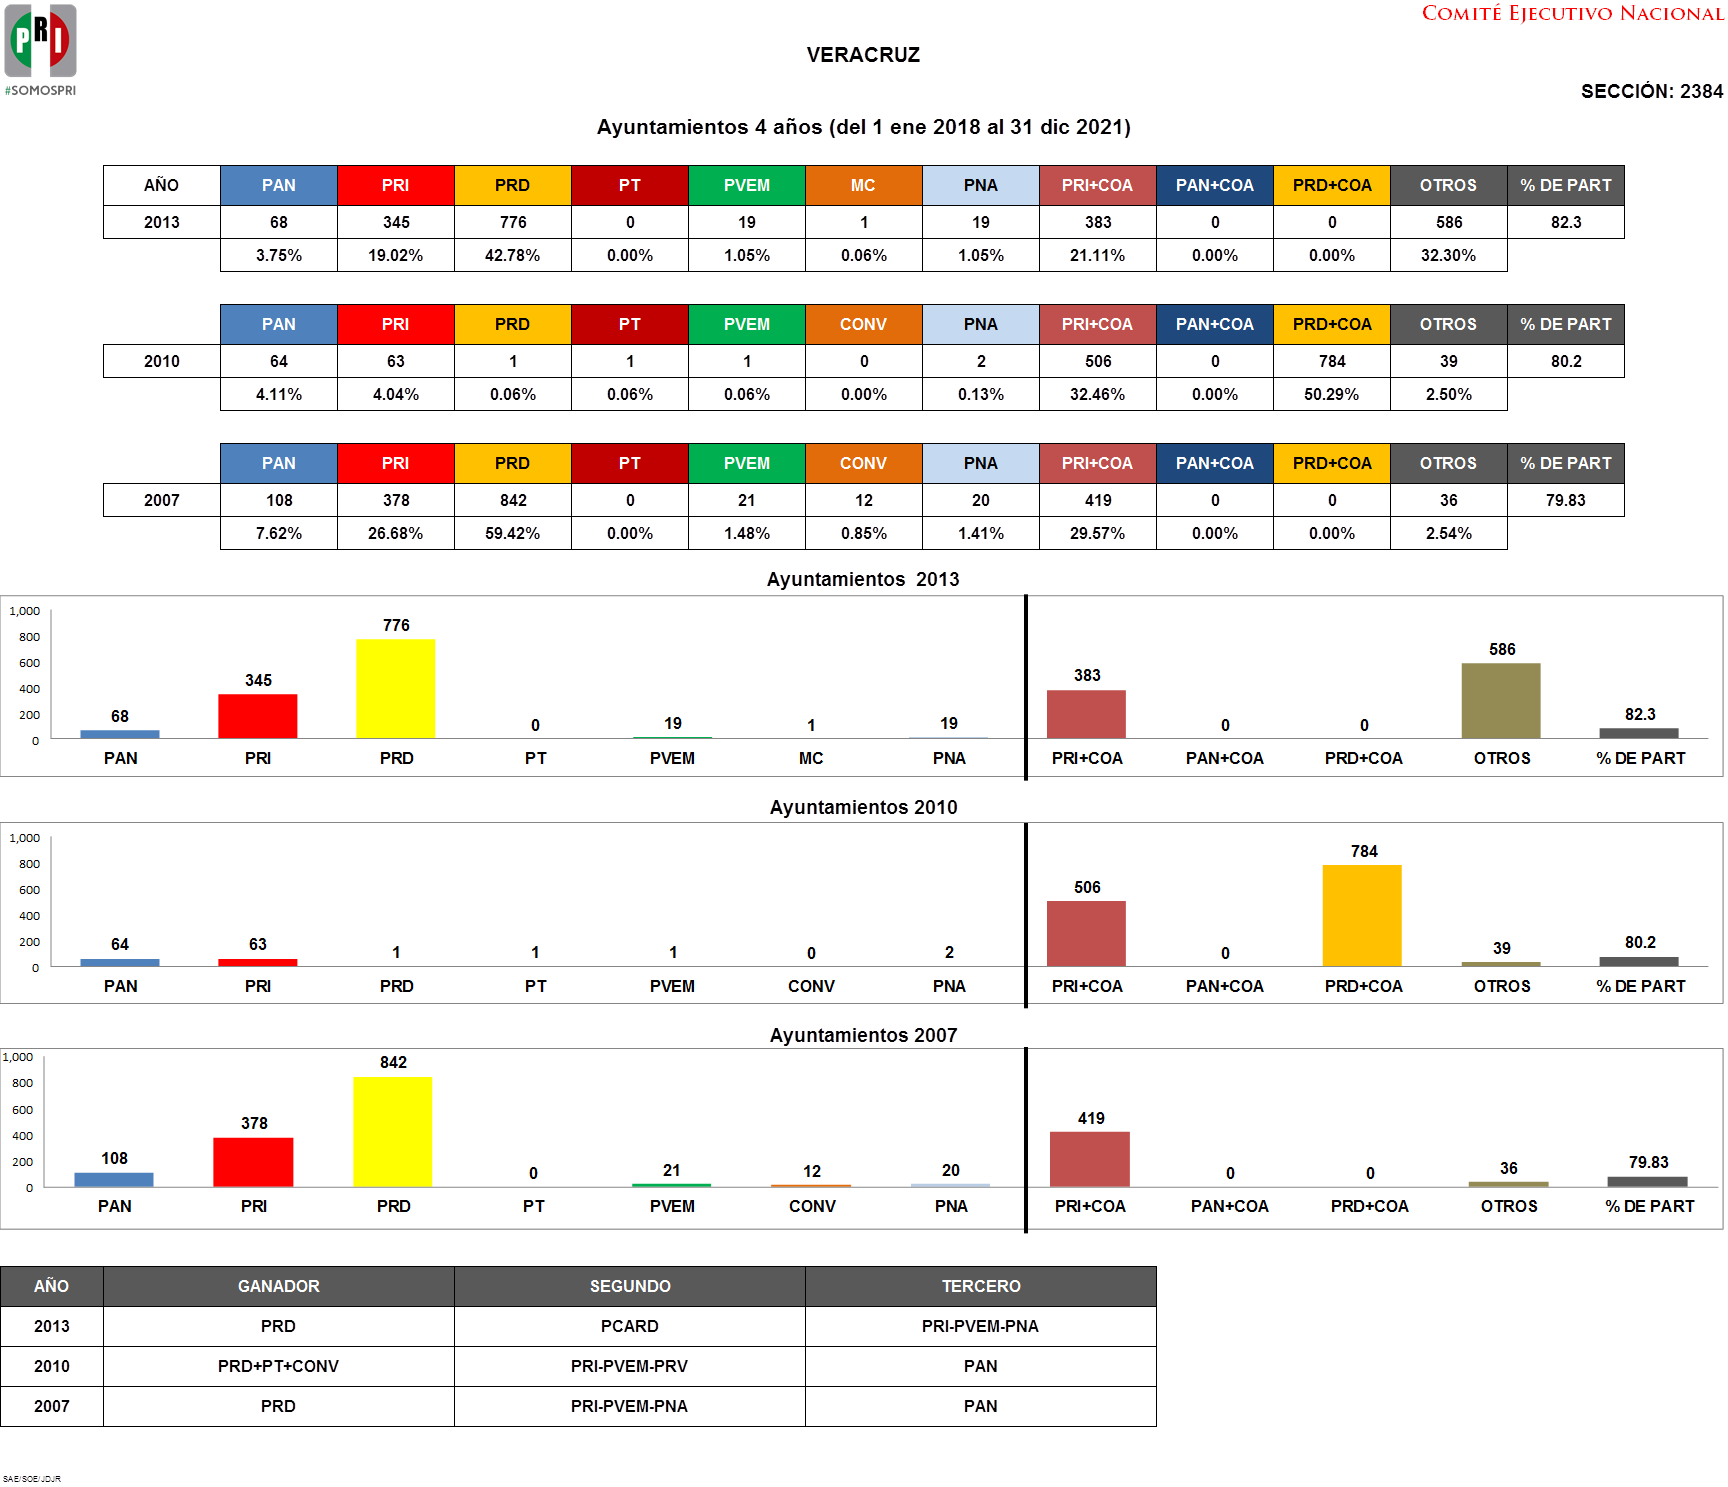 PRI
#SOMOSPRI
COMITÉ EJECUTIVO NACIONAL
VERACRUZ
SECCIÓN: 2384
Ayuntamientos 4 años (del 1 ene 2018 al 31 dic 2021)
AÑO PAN PRI PRD PT PVEM MC PNA PRI+COA PAN+COA PRD+COA OTROS % DE PART
2013 68 345 776 0 19 1 19 383 0 0 586 82.3
3.75% 19.02% 42.78% 0.00% 1.05% 0.06% 1.05% 21.11% 0.00% 0.00% 32.30%
PAN PRI PRD PT PVEM CONV PNA PRI+COA PAN+COA PRD+COA OTROS % DE PART
2010 64 63 1 1 1 0 2 506 0 784 39 80.2
4.11% 4.04% 0.06% 0.06% 0.06% 0.00% 0.13% 32.46% 0.00% 50.29% 2.50%
PAN PRI PRD PT PVEM CONV PNA PRI+COA PAN+COA PRD+COA OTROS % DE PART
2007 108 378 842 0 21 12 20 419 0 0 36 79.83
7.62% 26.68% 59.42% 0.00% 1.48% 0.85% 1.41% 29.57% 0.00% 0.00% 2.54%
Ayuntamientos 2013
1,000
800
600
400
200
0
68 345 776 0 19 1 19 383 0 0 586 82.3
PAN PRI PRD PT PVEM MC PNA PRI+COA PAN+COA PRD+COA OTROS % DE PART
Ayuntamientos 2010
1,000
800
600
400
200
0
64 63 1 1 1 0 2 506 0 784 39 80.2
PAN PRI PRD PT PVEM CONV PNA PRI+COA PAN+COA PRD+COA OTROS % DE PART
Ayuntamientos 2007
1,000
800
600
400
200
0
108 378 842 0 21 12 20 419 0 0 36 79.83
PAN PRI PRD PT PVEM CONV PNA PRI+COA PAN+COA PRD+COA OTROS % DE PART
AÑO GANADOR SEGUNDO TERCERO
2013 PRD PCARD PRI-PVEM-PNA
2010 PRD+PT+CONV PRI-PVEM-PRV PAN
2007 PRD PRI-PVEM-PNA PAN
SAE/SOE/JDJR